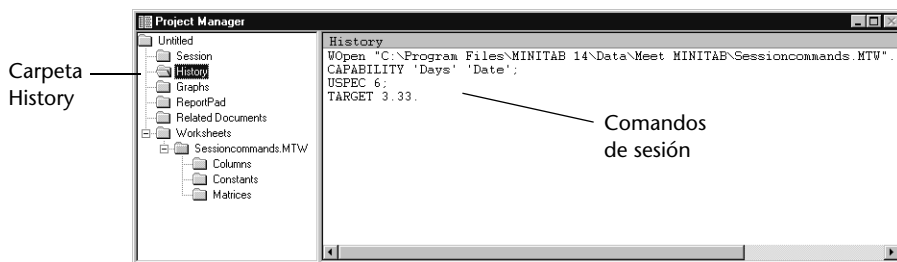 Project Manager
Untitled
Session
History
Graphs
ReportPad
Related Documents
Worksheets
Sessioncommands.MTW
Columns
Constants
Matrices
History
WOpen "C:\Program Files\MINITAB 14\Data\Meet MINITAB\Sessioncommands.MTW".
CAPABILITY 'Days' 'Date';
USPEC 6;
TARGET 3.33.
Carpeta
History
Comandos
de sesión